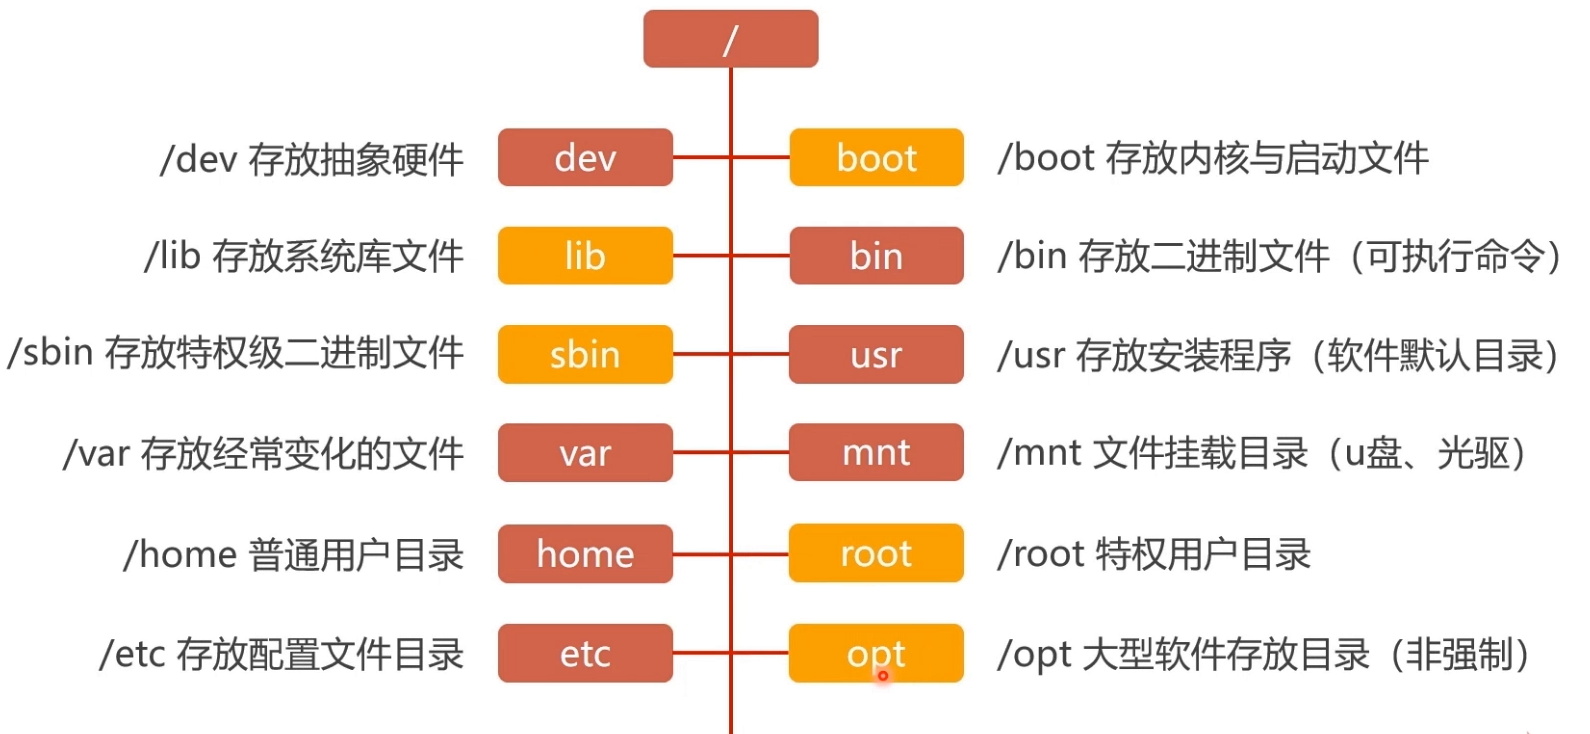 /
/dev 存放抽象硬件 dev boot /boot 存放内核与启动文件
/lib 存放系统库文件 lib bin /bin 存放二进制文件（可执行命令）
/sbin 存放特权级二进制文件 sbin usr /usr 存放安装程序（软件默认目录）
/var 存放经常变化的文件 var mnt /mnt 文件挂载目录（u盘、光驱）
/home 普通用户目录 home root /root 特权用户目录
/etc 存放配置文件目录 etc opt /opt 大型软件存放目录（非强制）